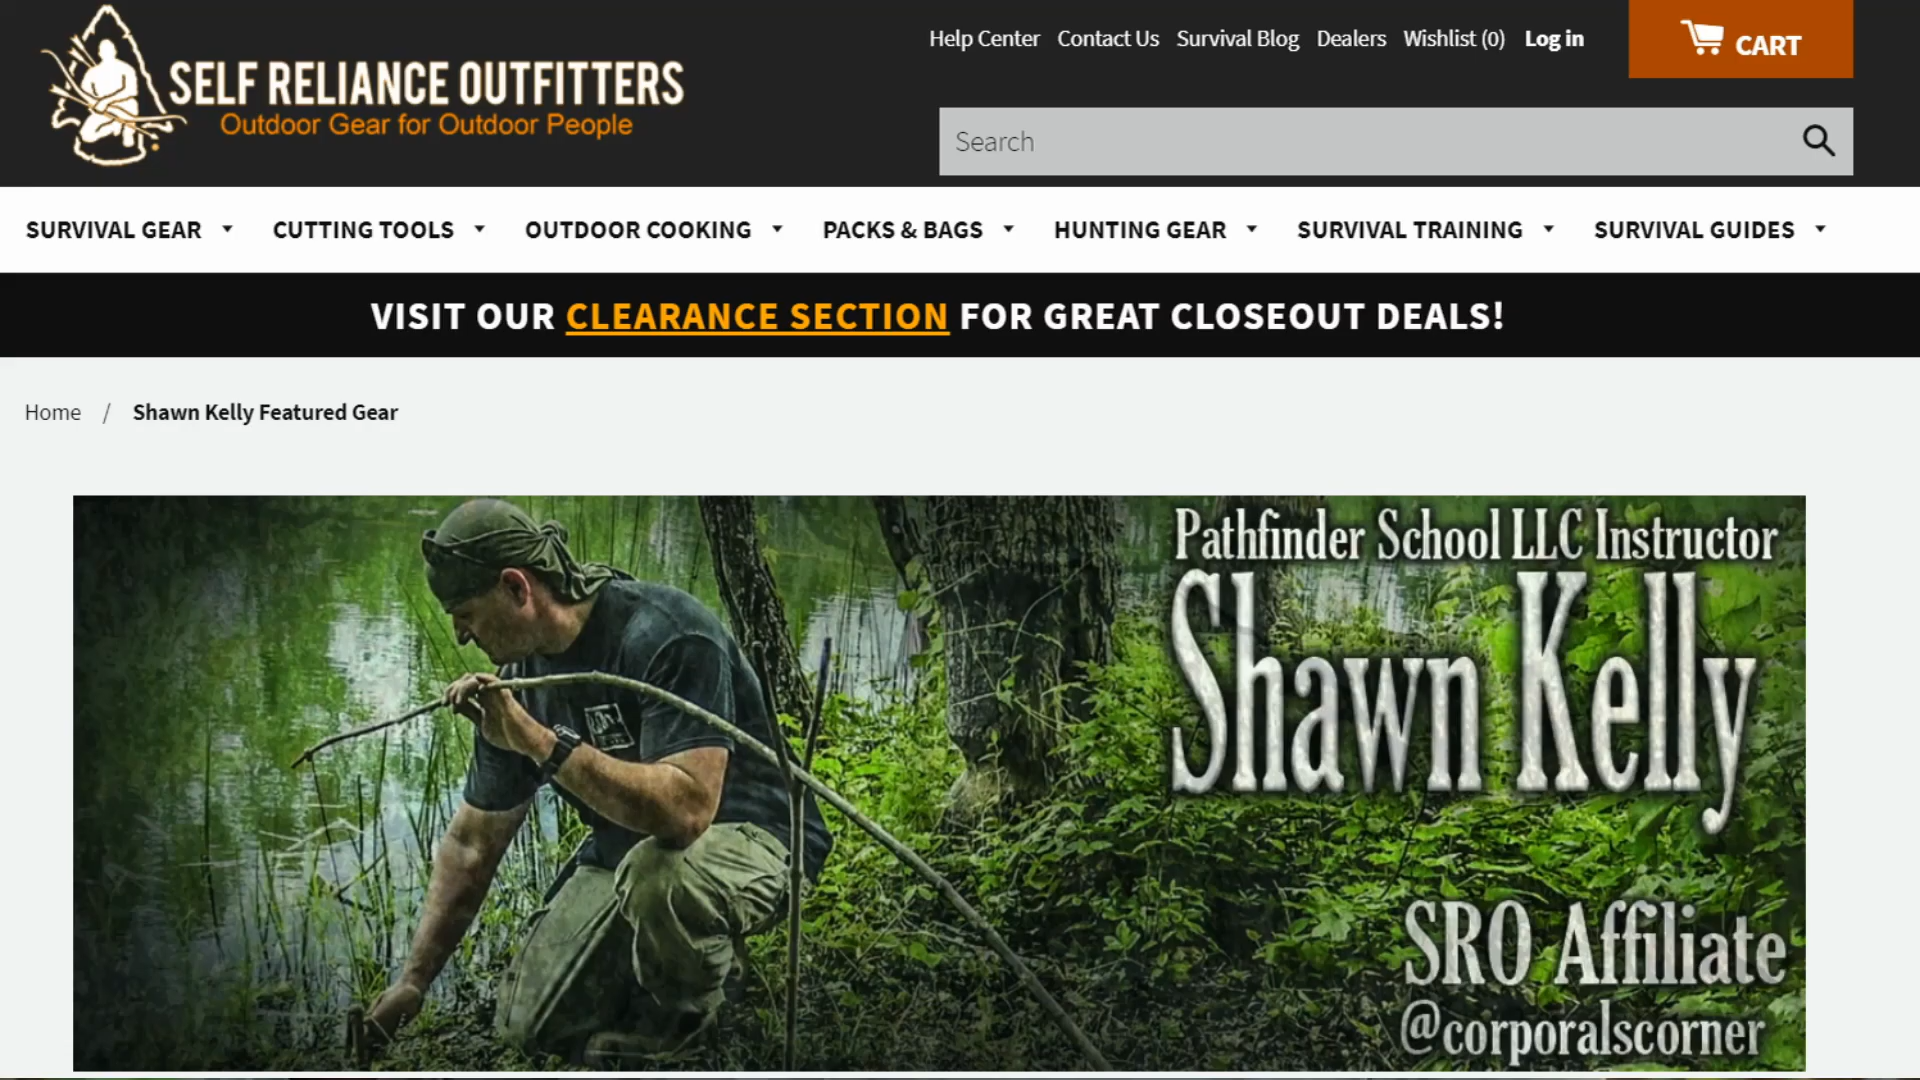 SELF RELIANCE OUTFITTERS
Outdoor Gear for Outdoor People
Help Center Contact Us Survival Blog Dealers Wishlist (0) Log in
CART
Search
SURVIVAL GEAR CUTTING TOOLS OUTDOOR COOKING PACKS & BAGS HUNTING GEAR SURVIVAL TRAINING SURVIVAL GUIDES
VISIT OUR CLEARANCE SECTION FOR GREAT CLOSEOUT DEALS!
Home / Shawn Kelly Featured Gear
Pathfinder School LLC Instructor
Shawn Kelly
SRO Affiliate
@corporalscorner